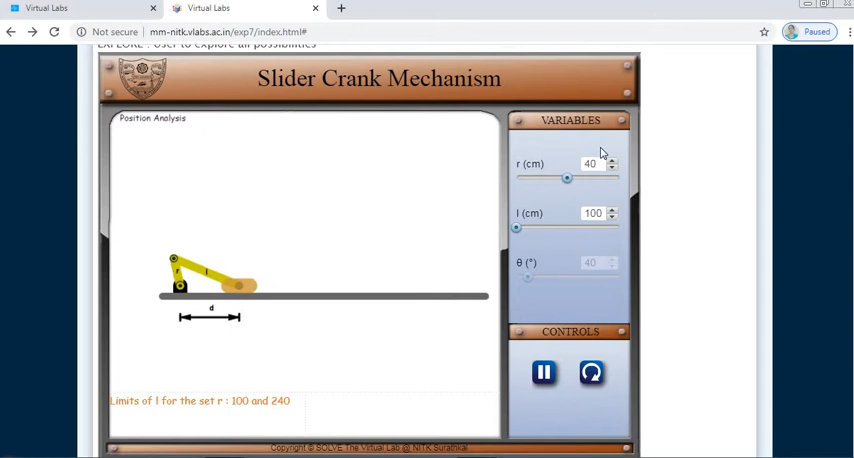 Virtual Labs
Virtual Labs
Not secure
mm-nitk.vlabs.ac.in/exp7/index.html#
Paused
EXPLORE : User to explore all possibilities
Slider Crank Mechanism
Position Analysis
VARIABLES
r (cm)
40
l (cm)
100
θ (°)
40
r
l
d
CONTROLS
Limits of l for the set r : 100 and 240
Copyright © SOLVE The Virtual Lab @ NITK Surathkal